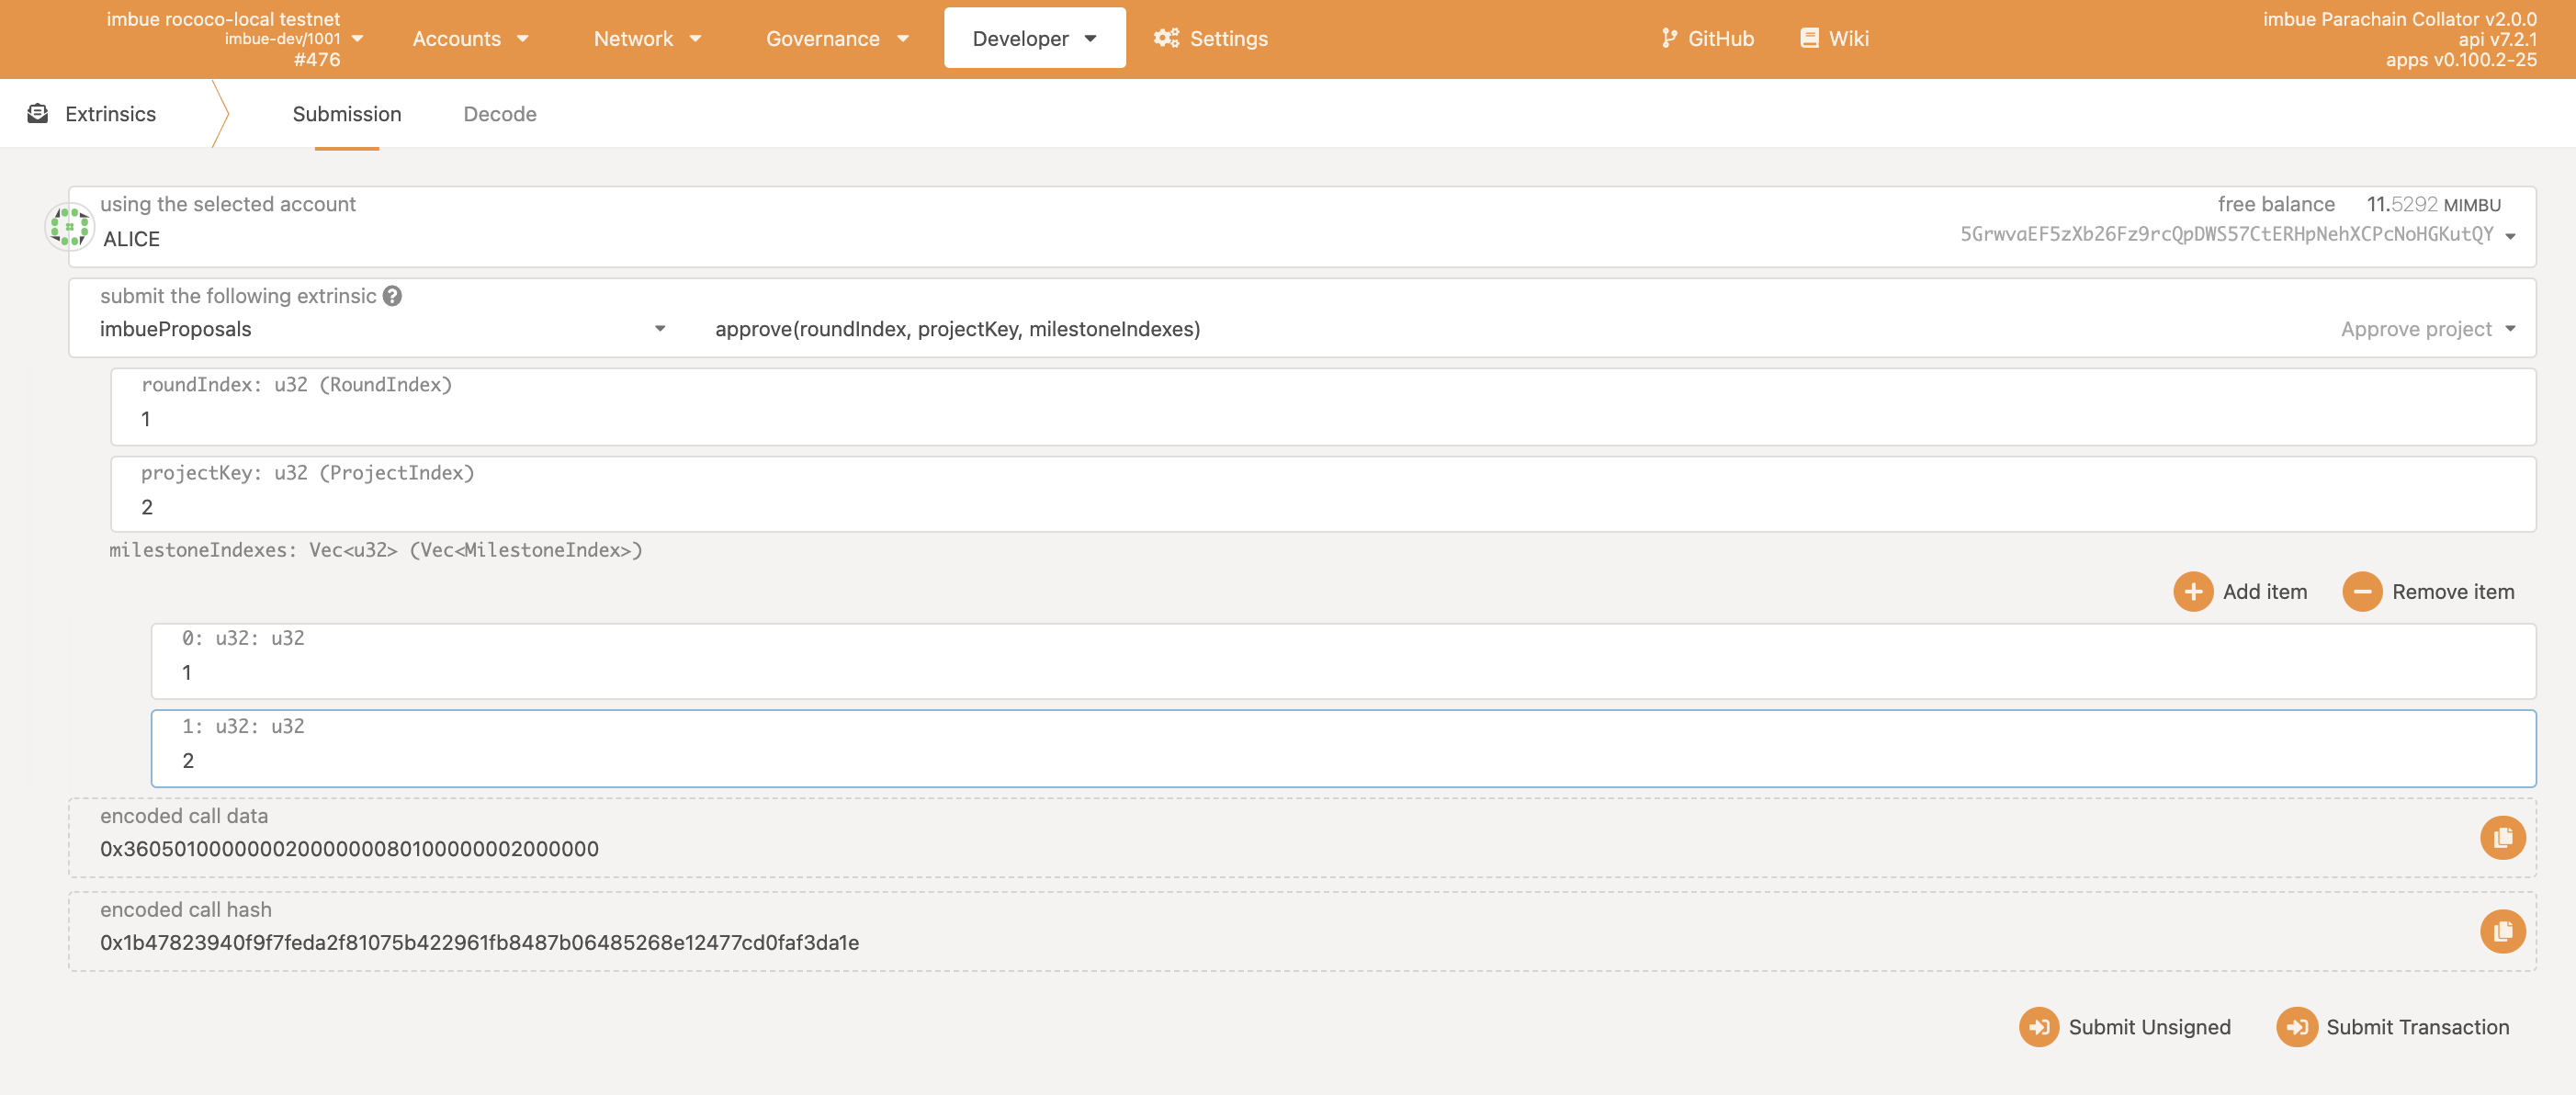 imbue rococo-local testnet
imbue-dev/1001
#476
Accounts
Network
Governance
Developer
Settings
GitHub
Wiki
imbue Parachain Collator v2.0.0
api v7.2.1
apps v0.100.2-25
Extrinsics
Submission
Decode
using the selected account
ALICE
free balance 11.5292 MIMBU
5GrwvaEF5zXb26Fz9rcQpDWS57CtERHpNehXCPcNoHGKutQY
submit the following extrinsic ?
imbueProposals
approve(roundIndex, projectKey, milestoneIndexes)
Approve project
roundIndex: u32 (RoundIndex)
1
projectKey: u32 (ProjectIndex)
2
milestoneIndexes: Vec<u32> (Vec<MilestoneIndex>)
Add item
Remove item
0: u32: u32
1
1: u32: u32
2
encoded call data
0x36050100000002000000080100000002000000
encoded call hash
0x1b47823940f9f7feda2f81075b422961fb8487b06485268e12477cd0faf3da1e
Submit Unsigned
Submit Transaction